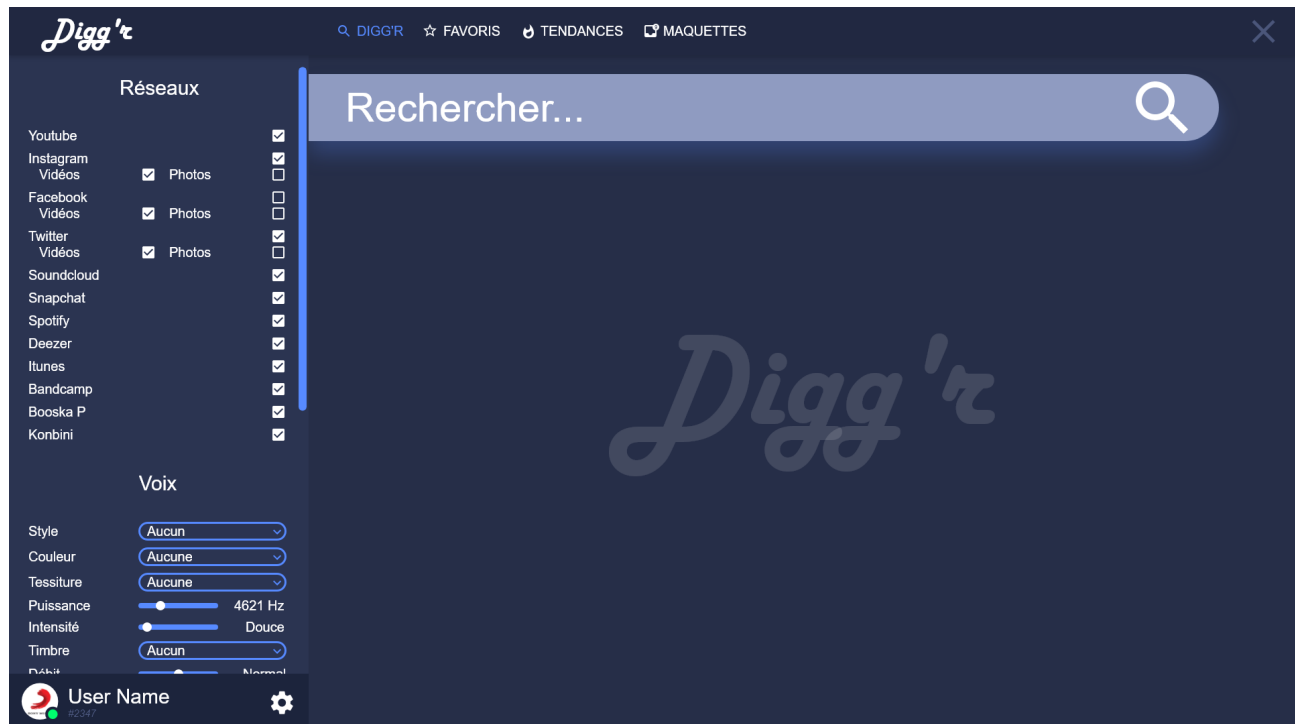 Digg'r
DIGG'R FAVORIS TENDANCES MAQUETTES
Réseaux
Rechercher...
Youtube
Instagram
Vidéos Photos
Facebook
Vidéos Photos
Twitter
Vidéos Photos
Soundcloud
Snapchat
Spotify
Deezer
Itunes
Bandcamp
Booska P
Konbini
Digg'r
Voix
Style Aucun
Couleur Aucune
Tessiture Aucune
Puissance 4621 Hz
Intensité Douce
Timbre Aucun
Débit Normal
User Name
#2347